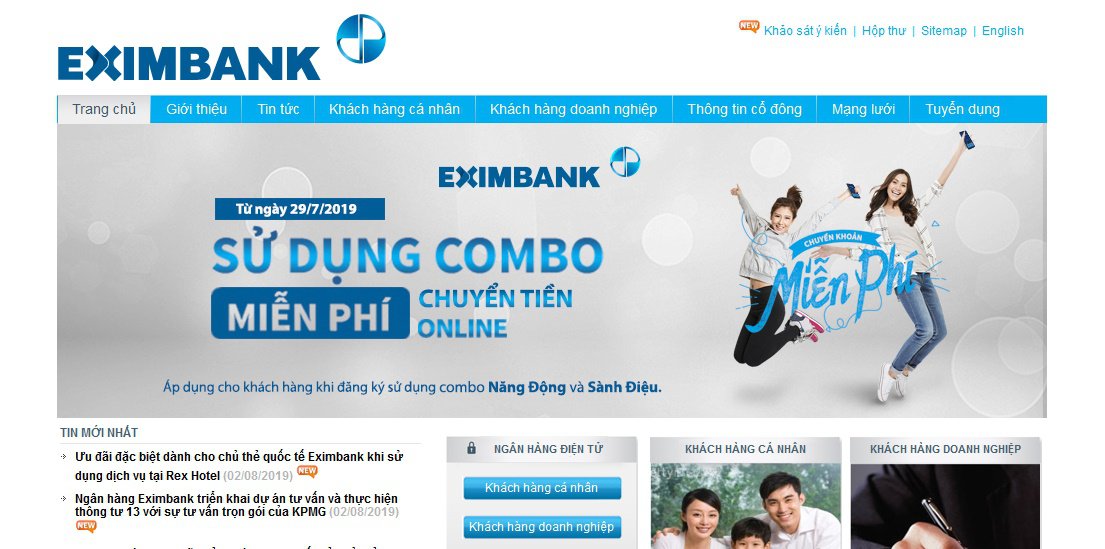 EXIMBANK
NEW Khảo sát ý kiến | Hộp thư | Sitemap | English
Trang chủ Giới thiệu Tin tức Khách hàng cá nhân Khách hàng doanh nghiệp Thông tin cổ đông Mạng lưới Tuyển dụng
EXIMBANK
Từ ngày 29/7/2019
SỬ DỤNG COMBO
MIỄN PHÍ CHUYỂN TIỀN
ONLINE
Áp dụng cho khách hàng khi đăng ký sử dụng combo Năng Động và Sành Điệu.
CHUYỂN KHOẢN
Miễn Phí
TIN MỚI NHẤT
Ưu đãi đặc biệt dành cho chủ thẻ quốc tế Eximbank khi sử
dụng dịch vụ tại Rex Hotel (02/08/2019) NEW
Ngân hàng Eximbank triển khai dự án tư vấn và thực hiện
thông tư 13 với sự tư vấn trọn gói của KPMG (02/08/2019)
NEW
NGÂN HÀNG ĐIỆN TỬ
Khách hàng cá nhân
Khách hàng doanh nghiệp
KHÁCH HÀNG CÁ NHÂN
KHÁCH HÀNG DOANH NGHIỆP